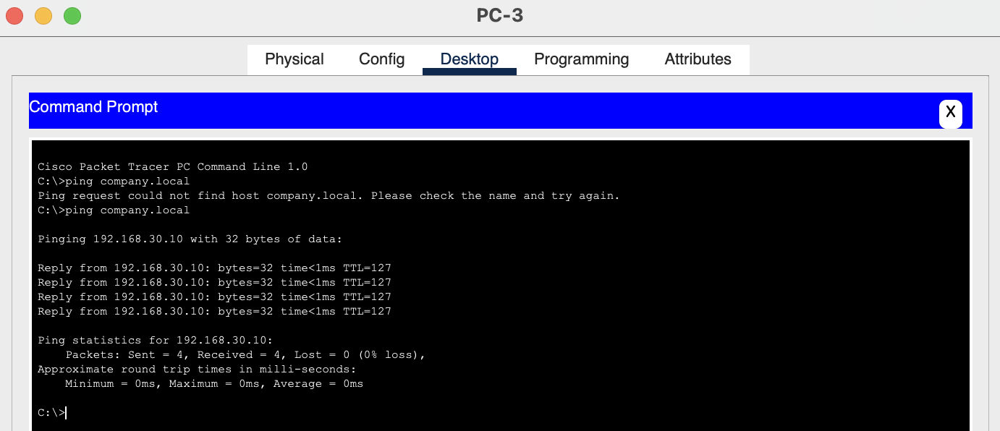 PC-3
Physical Config Desktop Programming Attributes
Command Prompt X
Cisco Packet Tracer PC Command Line 1.0
C:\>ping company.local
Ping request could not find host company.local. Please check the name and try again.
C:\>ping company.local
Pinging 192.168.30.10 with 32 bytes of data:
Reply from 192.168.30.10: bytes=32 time<1ms TTL=127
Reply from 192.168.30.10: bytes=32 time<1ms TTL=127
Reply from 192.168.30.10: bytes=32 time<1ms TTL=127
Reply from 192.168.30.10: bytes=32 time<1ms TTL=127
Ping statistics for 192.168.30.10:
    Packets: Sent = 4, Received = 4, Lost = 0 (0% loss),
Approximate round trip times in milli-seconds:
    Minimum = 0ms, Maximum = 0ms, Average = 0ms
C:\>